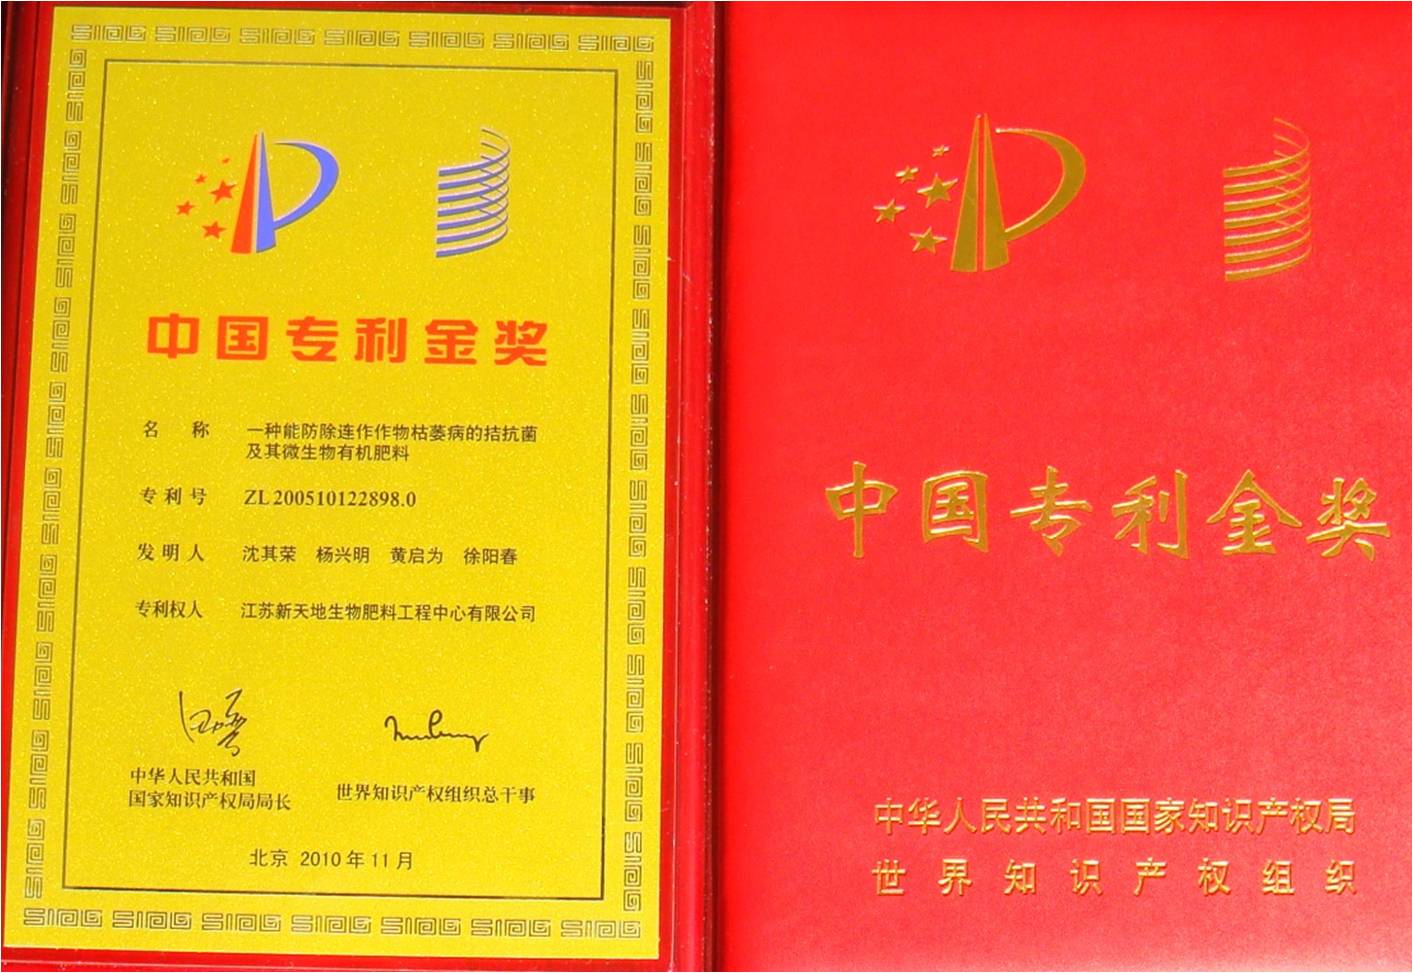 中国专利金奖
名 称 一种能防除连作作物枯萎病的拮抗菌
及其微生物有机肥料
专利号 ZL200510122898.0
发明人 沈其荣 杨兴明 黄启为 徐阳春
专利权人 江苏新天地生物肥料工程中心有限公司
中华人民共和国
国家知识产权局局长
世界知识产权组织总干事
北京 2010年11月
中国专利金奖
中华人民共和国国家知识产权局
世界知识产权组织